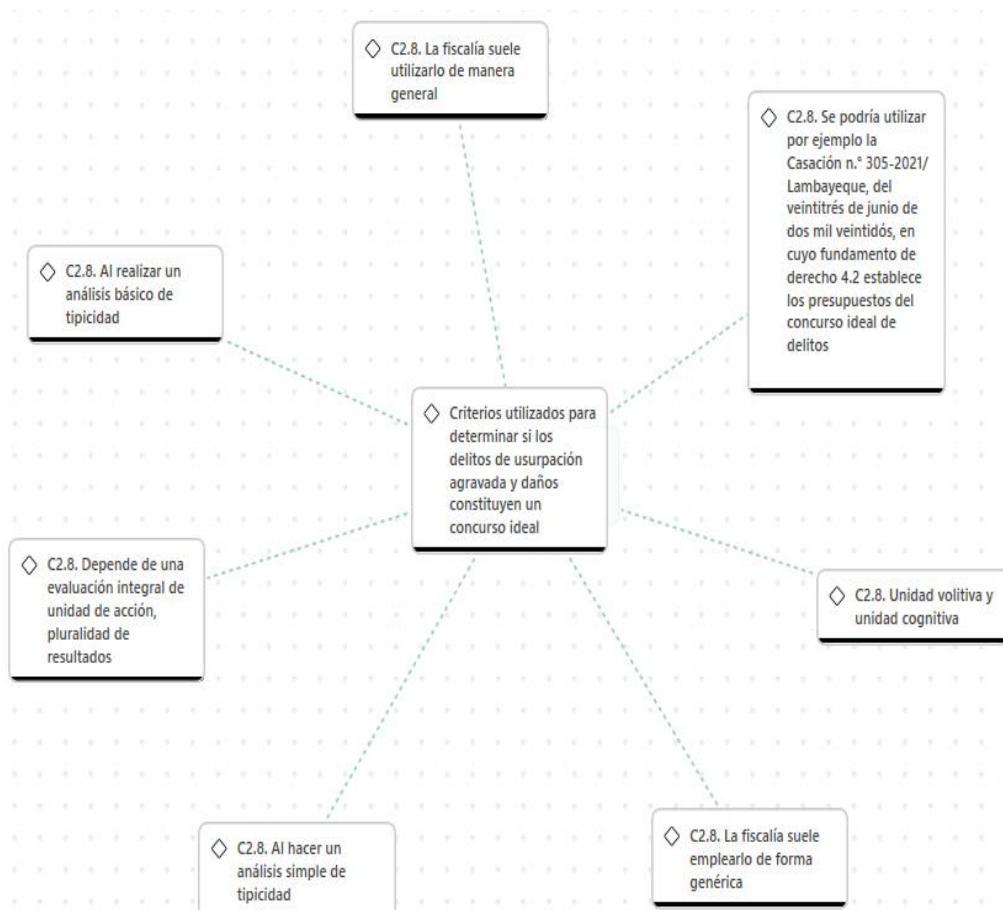 C2.8. La fiscalía suele
utilizarlo de manera
general
C2.8. Se podría utilizar
por ejemplo la
Casación n.° 305-2021/
Lambayeque, del
veintitrés de junio de
dos mil veintidós, en
cuyo fundamento de
derecho 4.2 establece
los presupuestos del
concurso ideal de
delitos
C2.8. Al realizar un
análisis básico de
tipicidad
Criterios utilizados para
determinar si los
delitos de usurpación
agravada y daños
constituyen un
concurso ideal
C2.8. Depende de una
evaluación integral de
unidad de acción,
pluralidad de
resultados
C2.8. Unidad volitiva y
unidad cognitiva
C2.8. Al hacer un
análisis simple de
tipicidad
C2.8. La fiscalía suele
emplearlo de forma
genérica